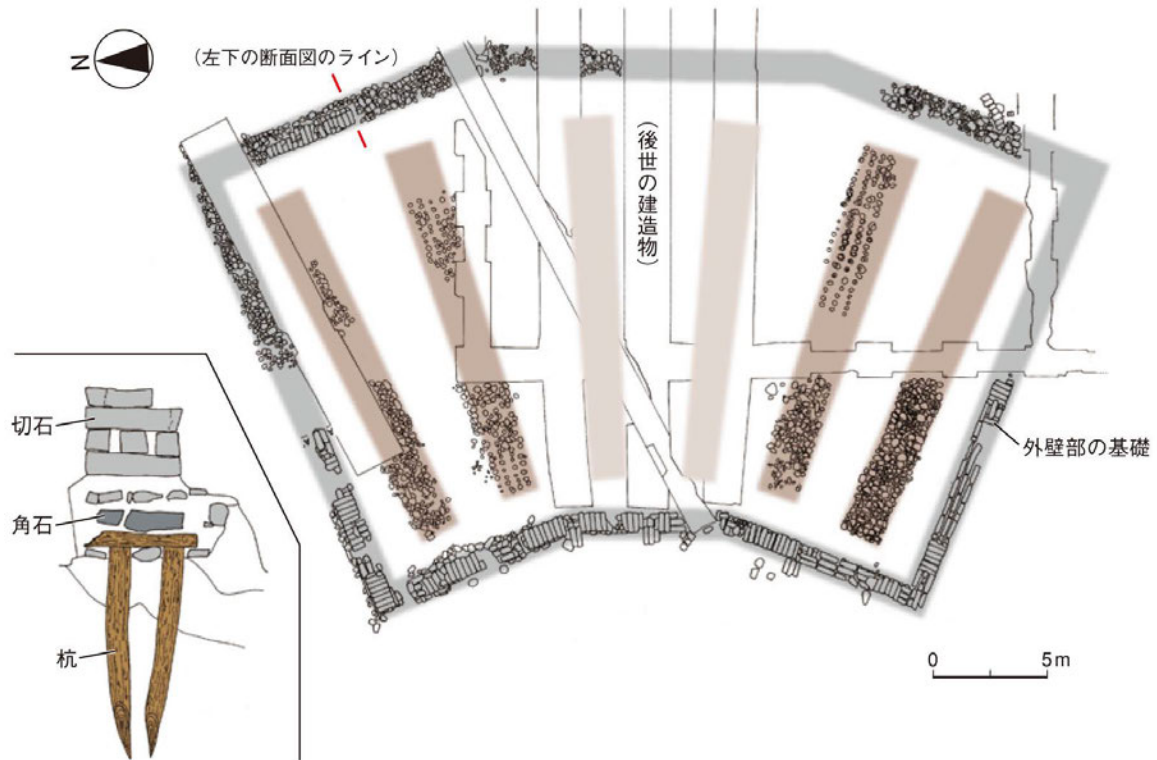 N
(左下の断面図のライン)
(後世の建造物)
切石
角石
杭
外壁部の基礎
0 5m